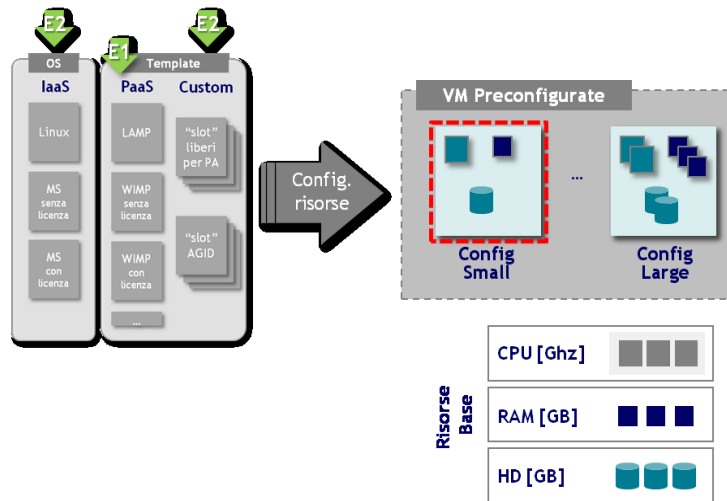 E2
E2
E1
OS
Template
IaaS
PaaS
Custom
Linux
MS
senza
licenza
MS
con
licenza
LAMP
WIMP
senza
licenza
WIMP
con
licenza
...
“slot”
liberi
per PA
“slot”
AGID
Config.
risorse
VM Preconfigurate
...
Config
Small
Config
Large
Risorse
Base
CPU [Ghz]
RAM [GB]
HD [GB]